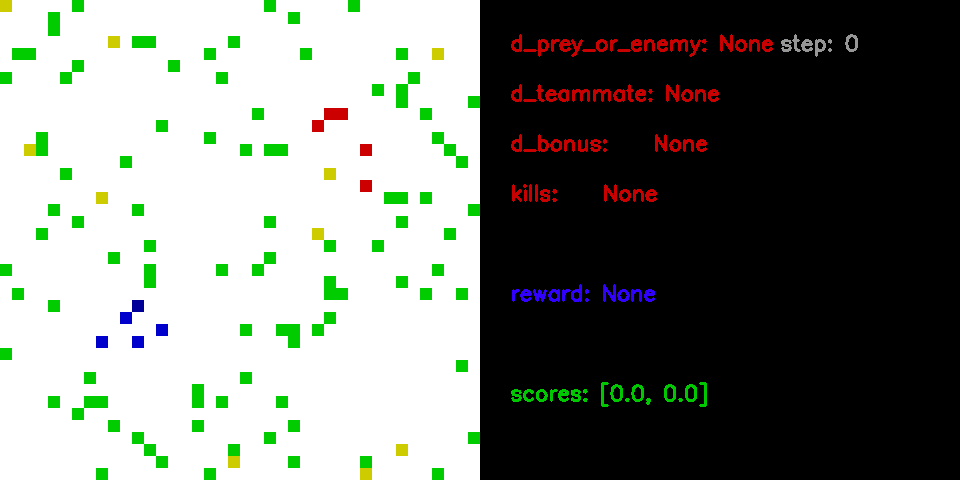 d_prey_or_enemy: None step: 0
d_teammate: None
d_bonus: None
kills: None
reward: None
scores: [0.0, 0.0]